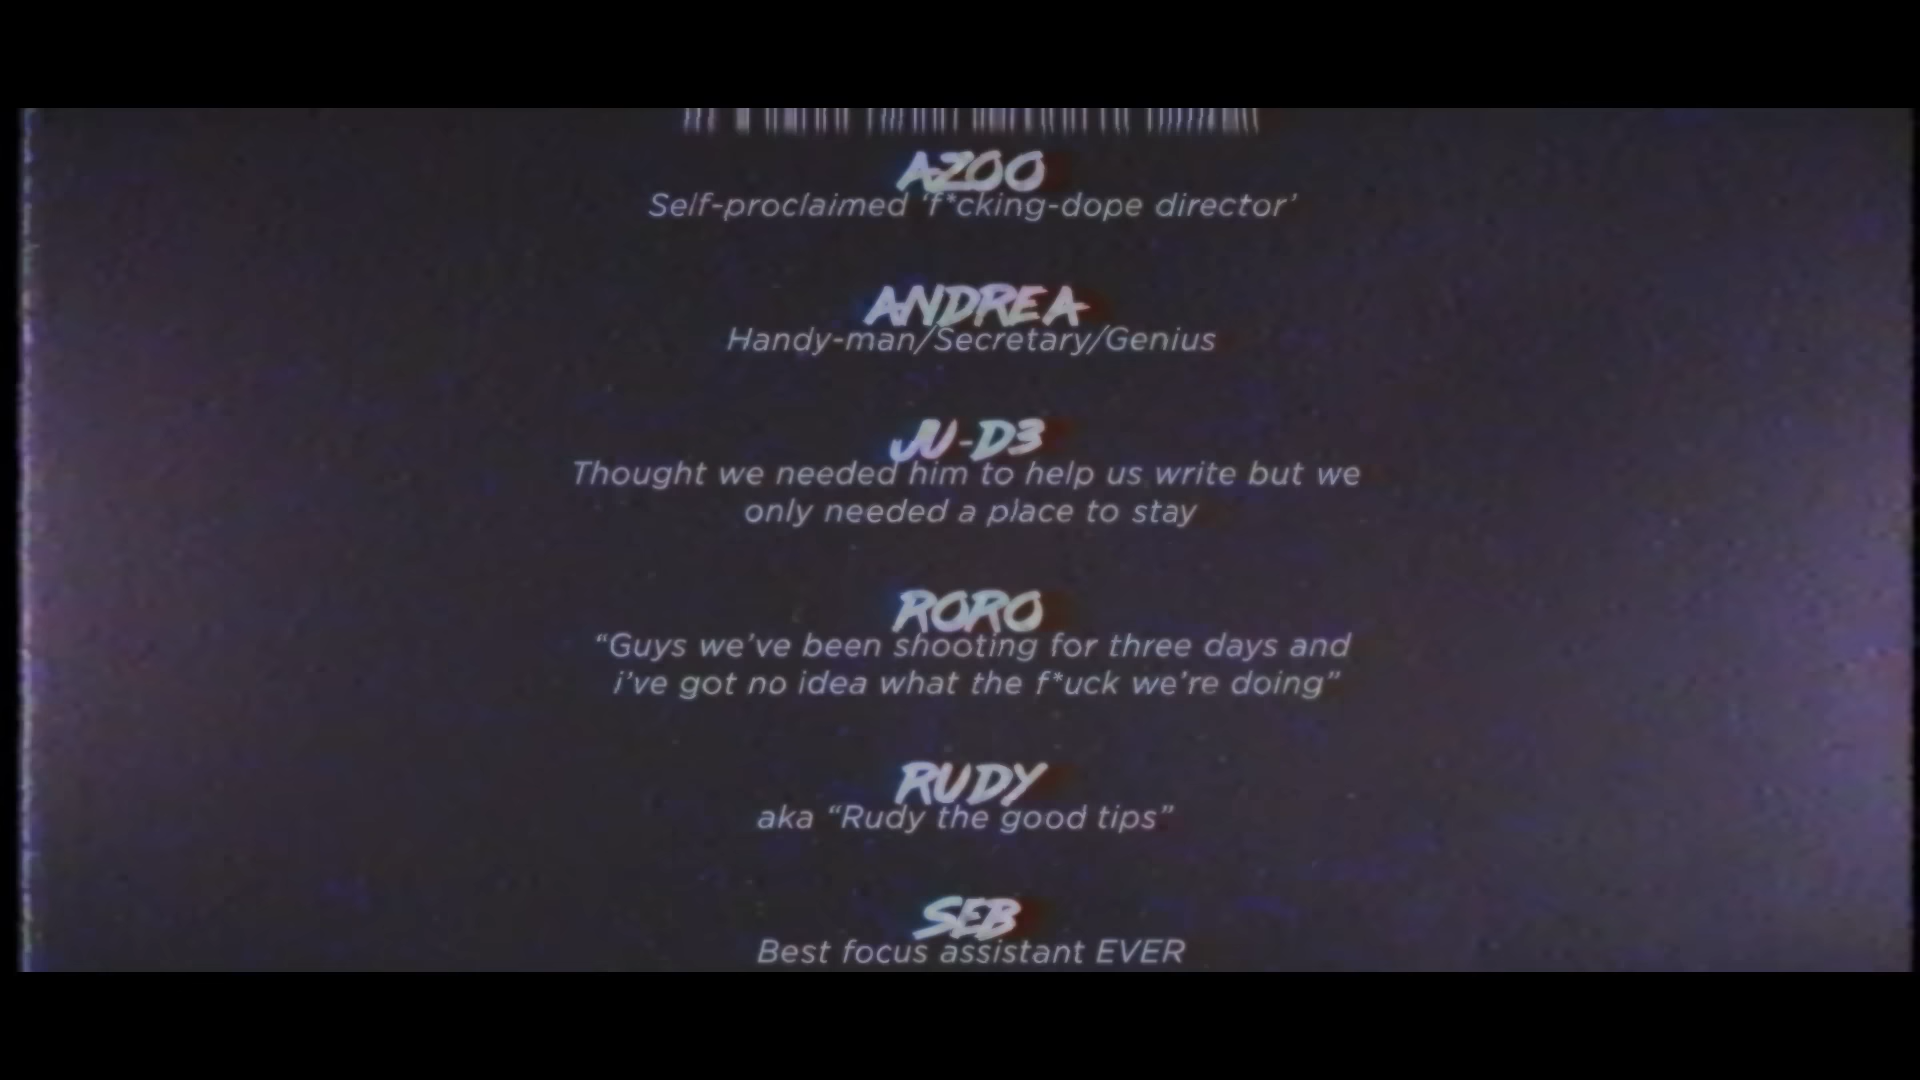 AZOO
Self-proclaimed ‘f*cking-dope director’
ANDREA
Handy-man/Secretary/Genius
JU-D3
Thought we needed him to help us write but we
only needed a place to stay
RORO
“Guys we’ve been shooting for three days and
i’ve got no idea what the f*uck we’re doing”
RUDY
aka “Rudy the good tips”
SEB
Best focus assistant EVER